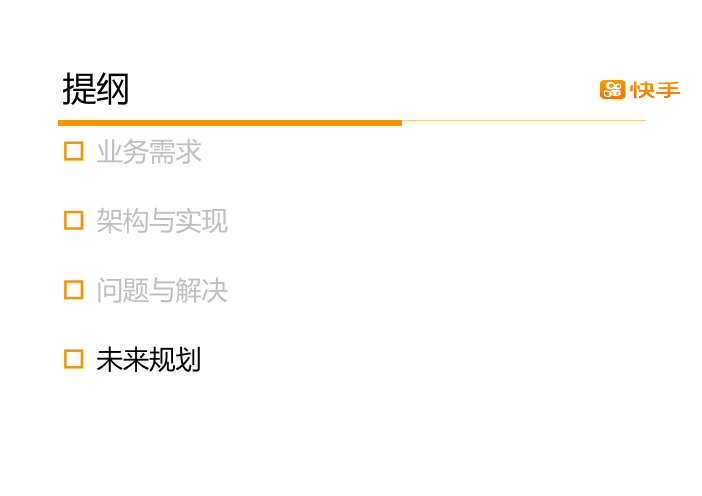 提纲
快手
业务需求
架构与实现
问题与解决
未来规划